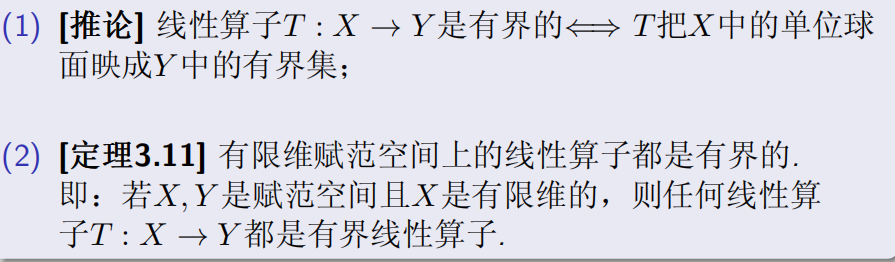 (1) [推论] 线性算子T : X → Y是有界的⟺ T把X中的单位球
面映成Y中的有界集；
(2) [定理3.11] 有限维赋范空间上的线性算子都是有界的.
即：若X, Y是赋范空间且X是有限维的，则任何线性算
子T : X → Y都是有界线性算子.